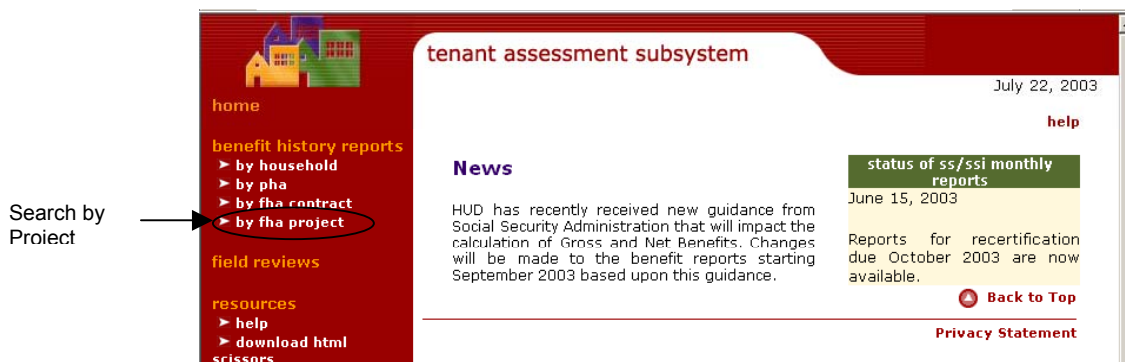 tenant assessment subsystem
July 22, 2003
help
home
benefit history reports
by household
by pha
by fha contract
by fha project
field reviews
resources
help
download html
scissors
Search by
Project
News
HUD has recently received new guidance from
Social Security Administration that will impact the
calculation of Gross and Net Benefits. Changes
will be made to the benefit reports starting
September 2003 based upon this guidance.
status of ss/ssi monthly
reports
June 15, 2003
Reports for recertification
due October 2003 are now
available.
Back to Top
Privacy Statement